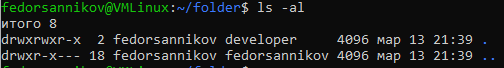 fedorsannikov@VMLinux:~/folder$ ls -al
итого 8
drwxrwxr-x  2 fedorsannikov developer     4096 мар 13 21:39 .
drwxr-x--- 18 fedorsannikov fedorsannikov 4096 мар 13 21:39 ..